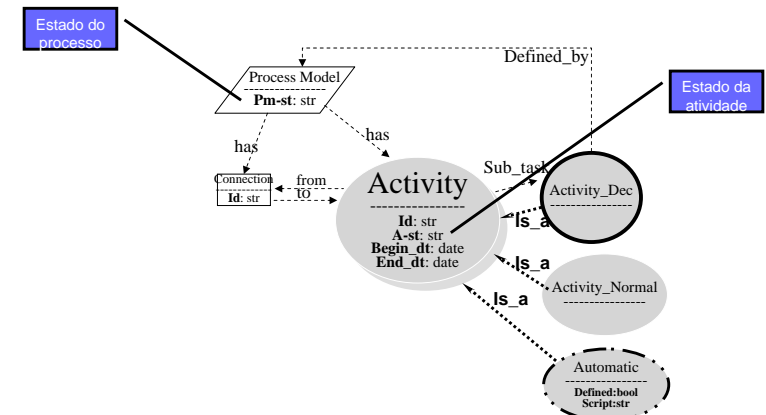 Estado do
processo
Defined_by
Process Model
-------------------
Pm-st: str
Estado da
atividade
has
has
Connection
-------------
Id: str
from
to
Activity
----------------
Id: str
A-st: str
Begin_dt: date
End_dt: date
Sub_task
Activity_Dec
----------------
Is_a
Is_a
Activity_Normal
----------------
Is_a
Automatic
----------------
Defined:bool
Script:str